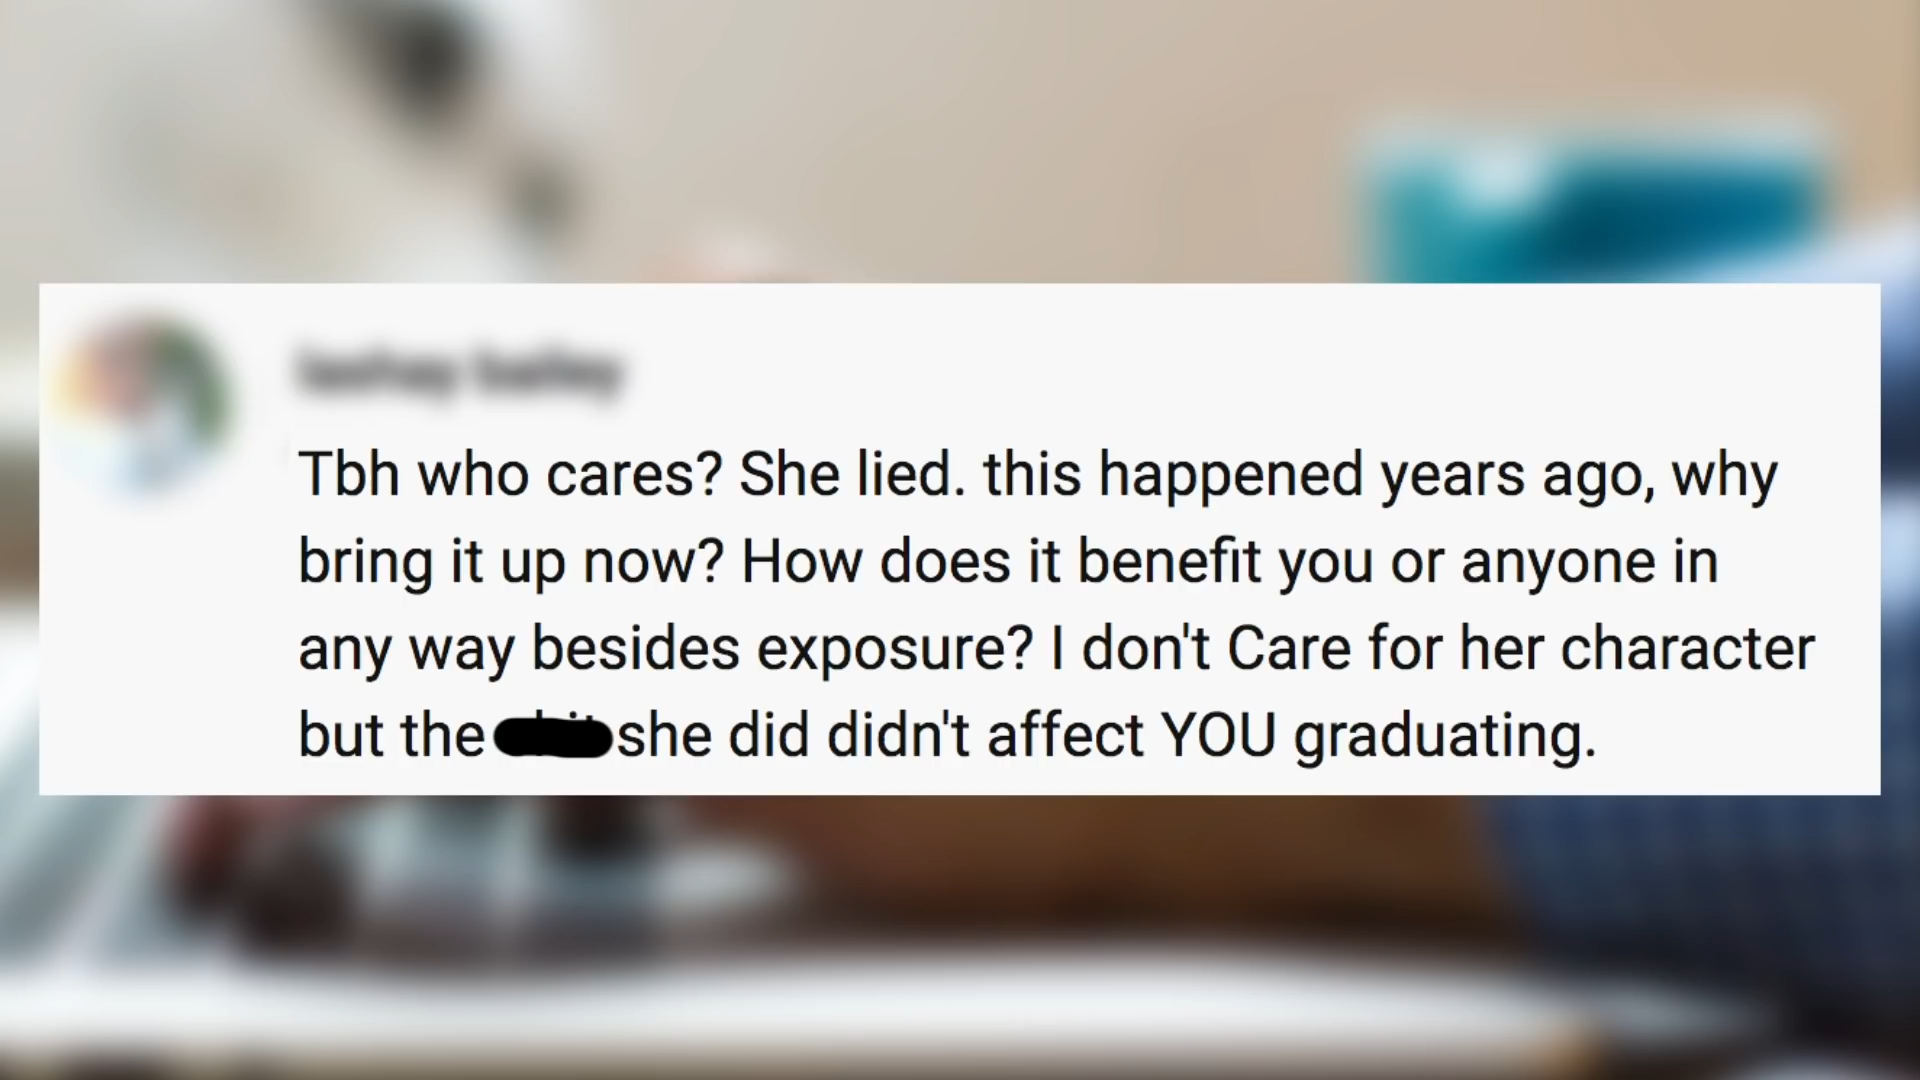 Tbh who cares? She lied. this happened years ago, why
bring it up now? How does it benefit you or anyone in
any way besides exposure? I don't Care for her character
but the she did didn't affect YOU graduating.